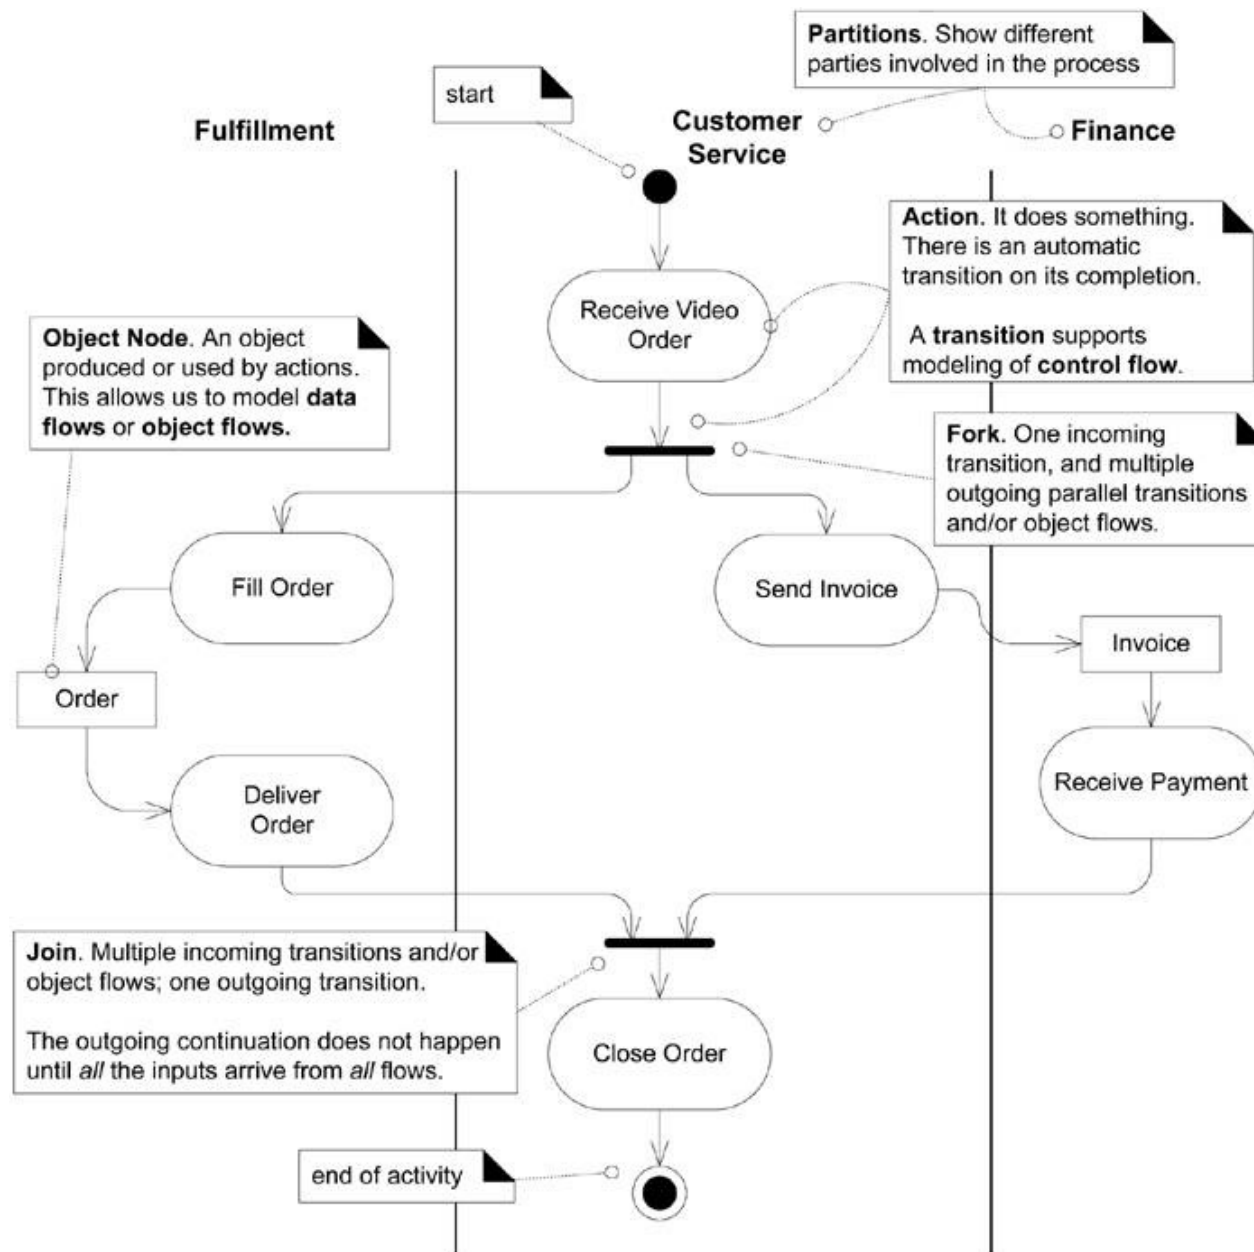 Partitions. Show different
parties involved in the process
start
Fulfillment
Customer
Service
Finance
Action. It does something.
There is an automatic
transition on its completion.
A transition supports
modeling of control flow.
Receive Video
Order
Object Node. An object
produced or used by actions.
This allows us to model data
flows or object flows.
Fork. One incoming
transition, and multiple
outgoing parallel transitions
and/or object flows.
Fill Order
Send Invoice
Invoice
Order
Deliver
Order
Receive Payment
Join. Multiple incoming transitions and/or
object flows; one outgoing transition.
The outgoing continuation does not happen
until all the inputs arrive from all flows.
Close Order
end of activity